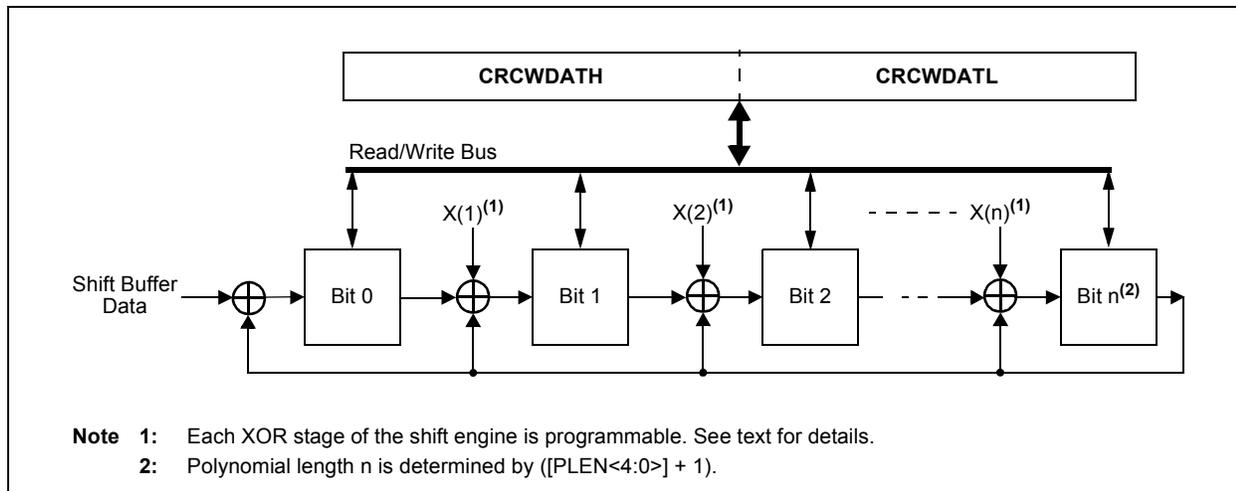 CRCWDATH CRCWDATL
Read/Write Bus
X(1)(1) X(2)(1) X(n)(1)
Shift Buffer
Data
Bit 0 Bit 1 Bit 2 Bit n(2)
Note 1: Each XOR stage of the shift engine is programmable. See text for details.
2: Polynomial length n is determined by ([PLEN<4:0>] + 1).